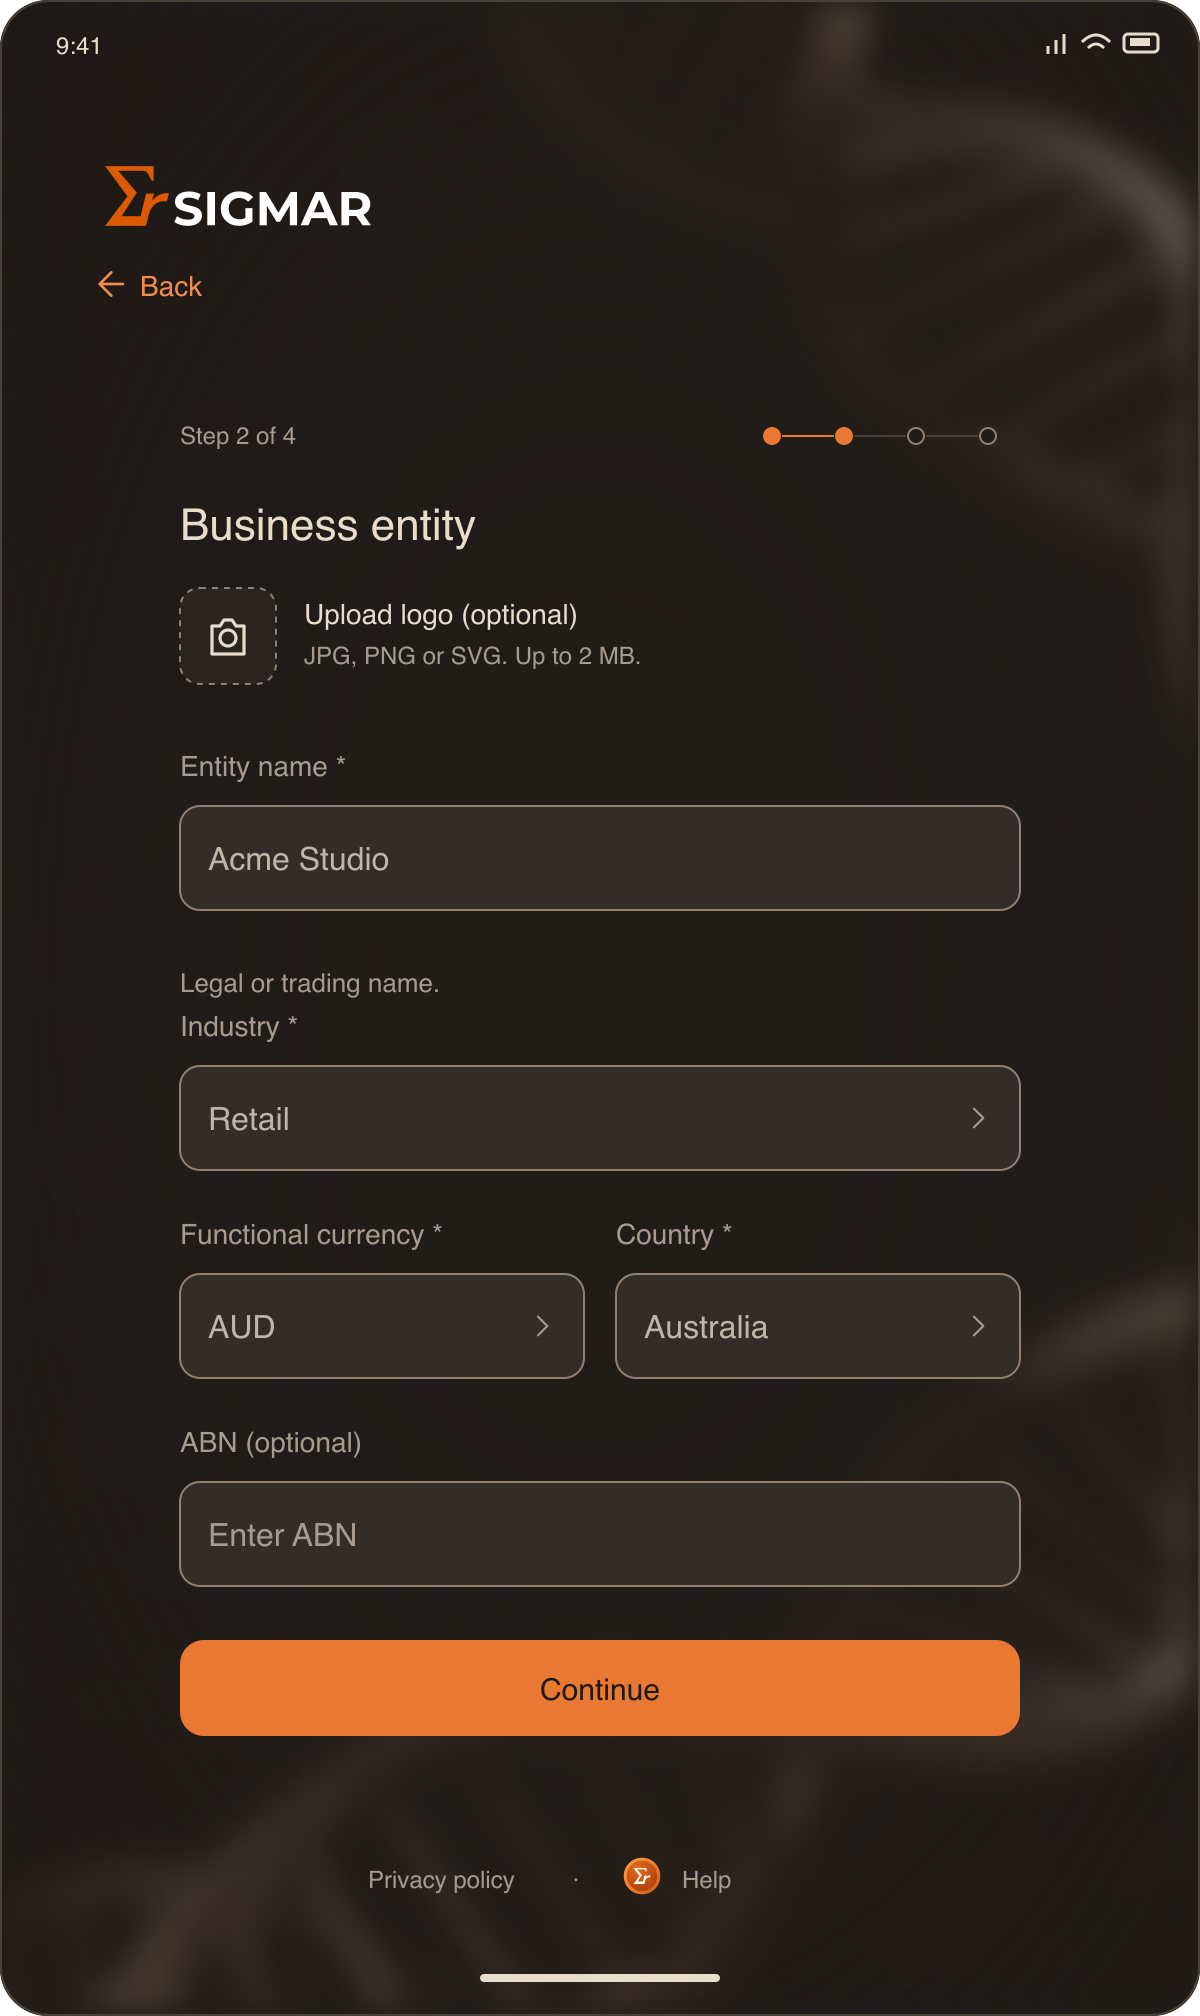 9:41
Σr SIGMAR
Back
Step 2 of 4
Business entity
Upload logo (optional)
JPG, PNG or SVG. Up to 2 MB.
Entity name *
Acme Studio
Legal or trading name.
Industry *
Retail
Functional currency * Country *
AUD Australia
ABN (optional)
Enter ABN
Continue
Privacy policy · Σr Help